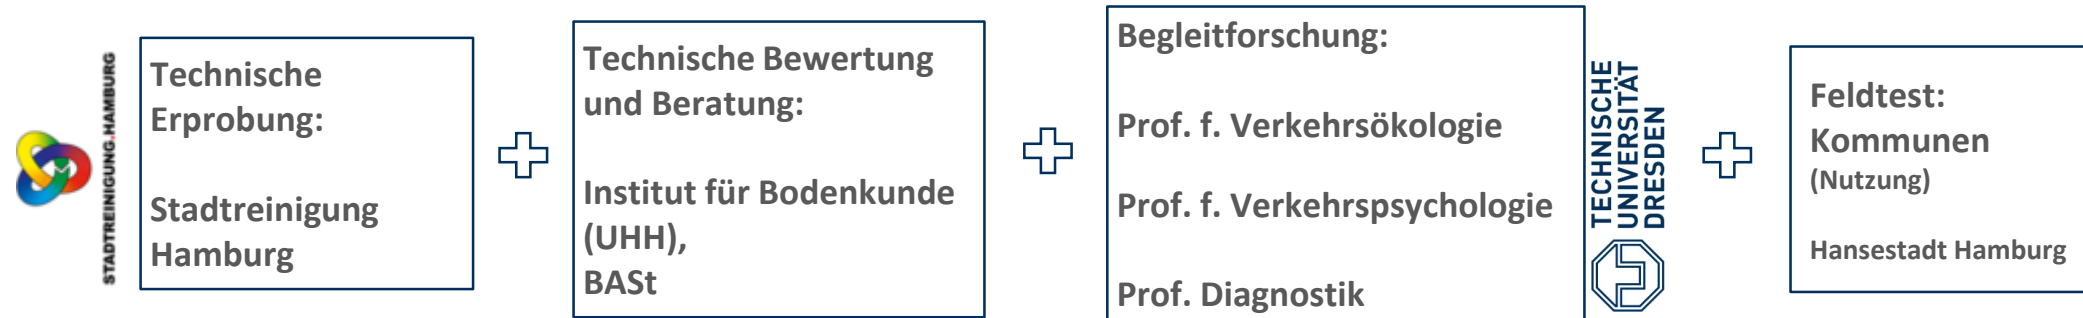 STADTREINIGUNG.HAMBURG
Technische
Erprobung:
Stadtreinigung
Hamburg
Technische Bewertung
und Beratung:
Institut für Bodenkunde
(UHH),
BASt
Begleitforschung:
Prof. f. Verkehrsökologie
Prof. f. Verkehrspsychologie
Prof. Diagnostik
TECHNISCHE
UNIVERSITÄT
DRESDEN
Feldtest:
Kommunen
(Nutzung)
Hansestadt Hamburg